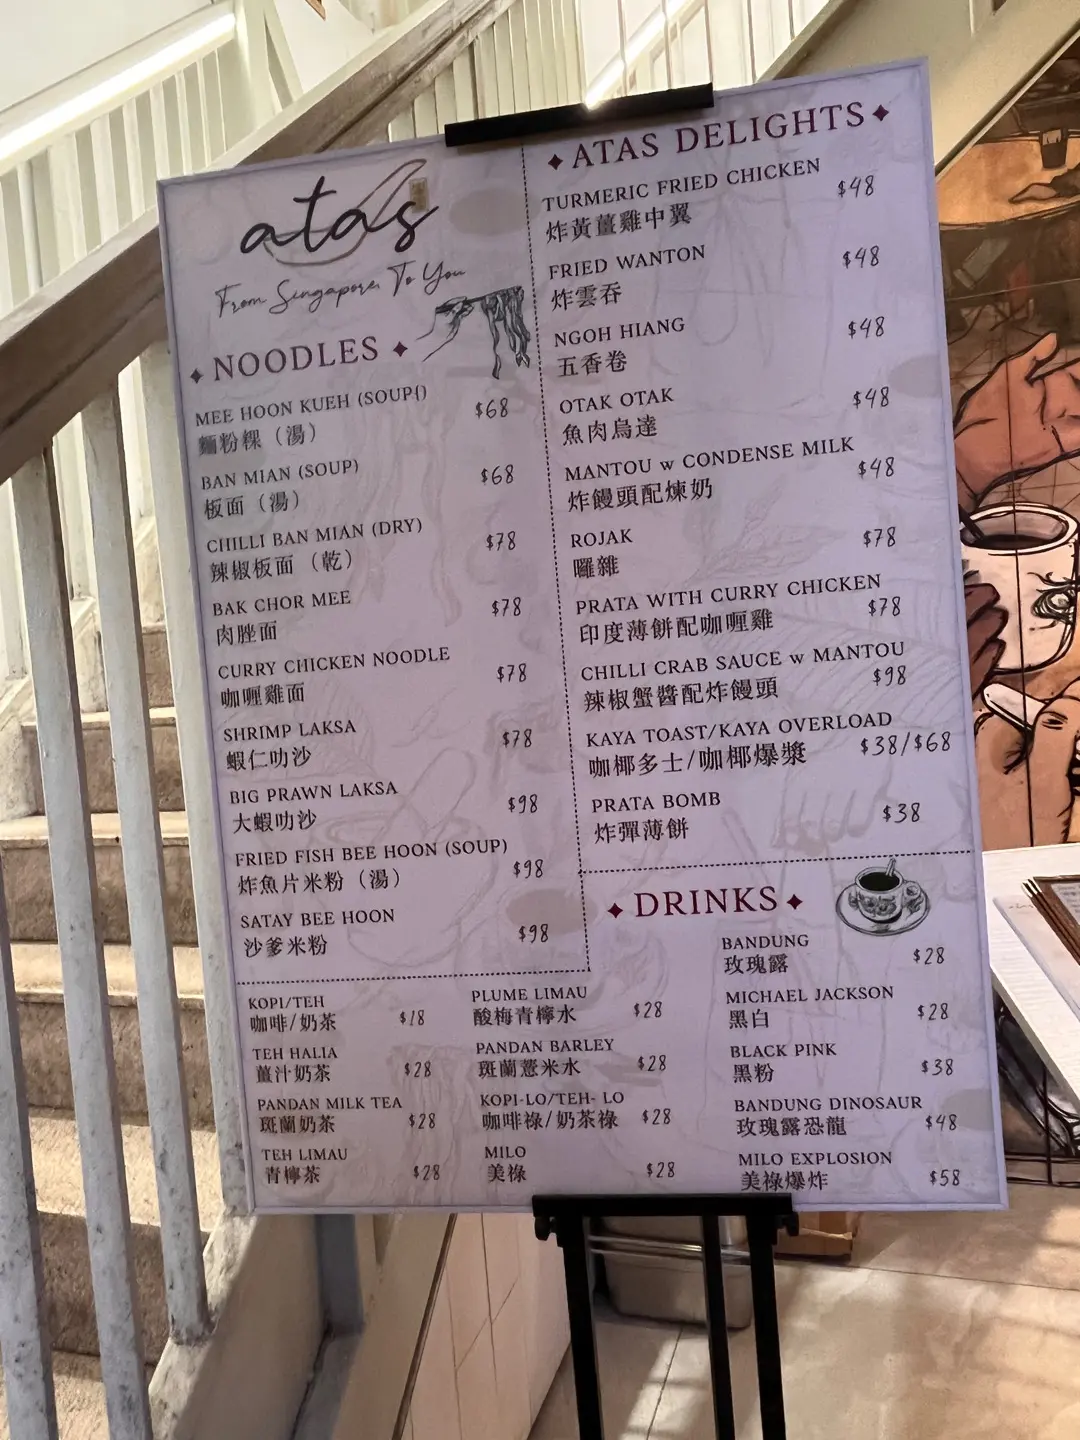 atas
From Singapore, To You
NOODLES
MEE HOON KUEH (SOUP() $68
麵粉粿（湯）
BAN MIAN (SOUP) $68
板面（湯）
CHILLI BAN MIAN (DRY) $78
辣椒板面（乾）
BAK CHOR MEE $78
肉脞面
CURRY CHICKEN NOODLE $78
咖喱雞面
SHRIMP LAKSA $78
蝦仁叻沙
BIG PRAWN LAKSA $98
大蝦叻沙
FRIED FISH BEE HOON (SOUP) $98
炸魚片米粉（湯）
SATAY BEE HOON $98
沙爹米粉
ATAS DELIGHTS
TURMERIC FRIED CHICKEN $48
炸黃薑雞中翼
FRIED WANTON $48
炸雲吞
NGOH HIANG $48
五香卷
OTAK OTAK $48
魚肉烏達
MANTOU w CONDENSE MILK $48
炸饅頭配煉奶
ROJAK $78
囉雜
PRATA WITH CURRY CHICKEN $78
印度薄餅配咖喱雞
CHILLI CRAB SAUCE w MANTOU $98
辣椒蟹醬配炸饅頭
KAYA TOAST/KAYA OVERLOAD $38/$68
咖椰多士/咖椰爆漿
PRATA BOMB $38
炸彈薄餅
DRINKS
KOPI/TEH $18
咖啡/奶茶
TEH HALIA $28
薑汁奶茶
PANDAN MILK TEA $28
斑蘭奶茶
TEH LIMAU $28
青檸茶
PLUME LIMAU $28
酸梅青檸水
PANDAN BARLEY $28
斑蘭薏米水
KOPI-LO/TEH- LO $28
咖啡祿/奶茶祿
MILO $28
美祿
BANDUNG $28
玫瑰露
MICHAEL JACKSON $28
黑白
BLACK PINK $38
黑粉
BANDUNG DINOSAUR $48
玫瑰露恐龍
MILO EXPLOSION $58
美祿爆炸